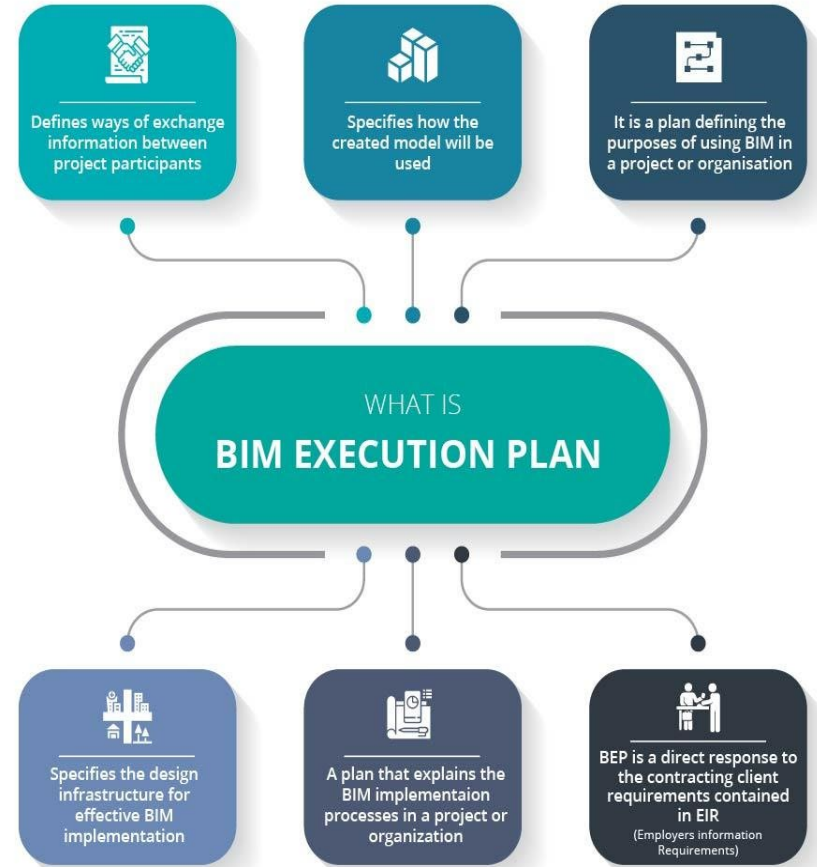 Defines ways of exchange
information between
project participants
Specifies how the
created model will be
used
It is a plan defining the
purposes of using BIM in
a project or organisation
WHAT IS
BIM EXECUTION PLAN
Specifies the design
infrastructure for
effective BIM
implementation
A plan that explains the
BIM implementaion
processes in a project or
organization
BEP is a direct response to
the contracting client
requirements contained
in EIR
(Employers information
Requirements)